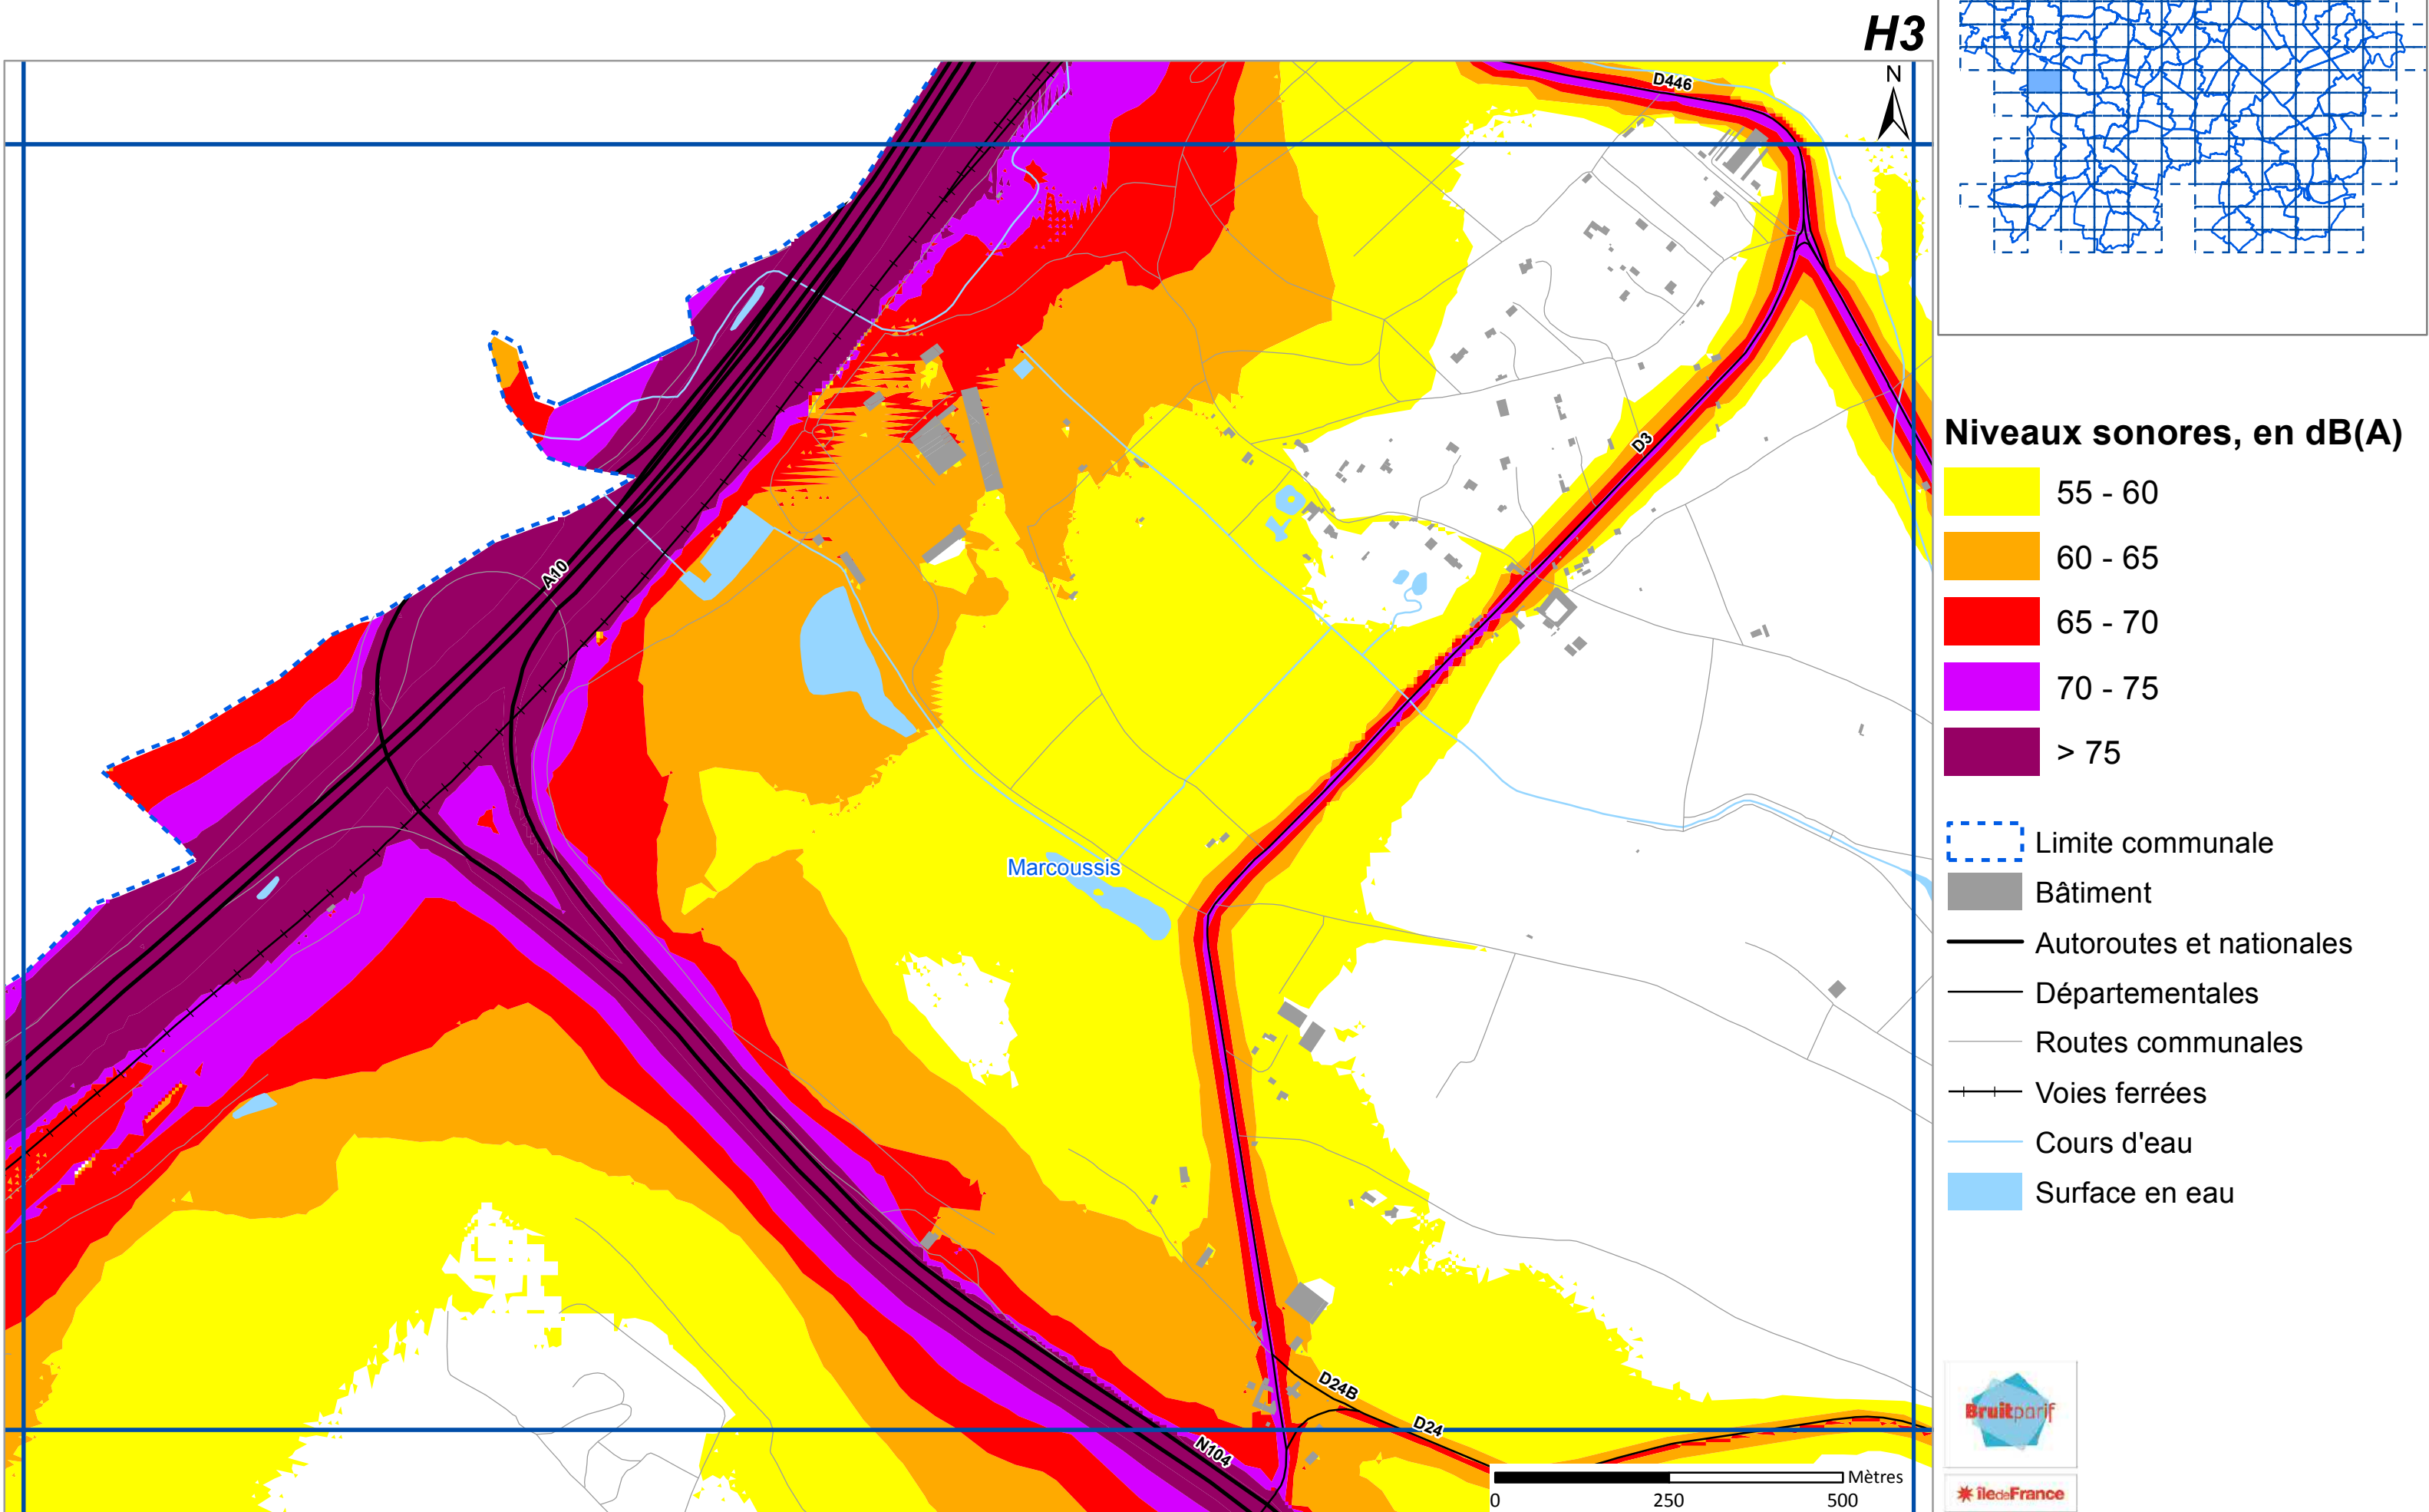 H3
N
D446
D3
A10
Marcoussis
D24B
D24
N104
Mètres
0 250 500
Niveaux sonores, en dB(A)
55 - 60
60 - 65
65 - 70
70 - 75
> 75
Limite communale
Bâtiment
Autoroutes et nationales
Départementales
Routes communales
Voies ferrées
Cours d'eau
Surface en eau
Bruitparif
îledeFrance